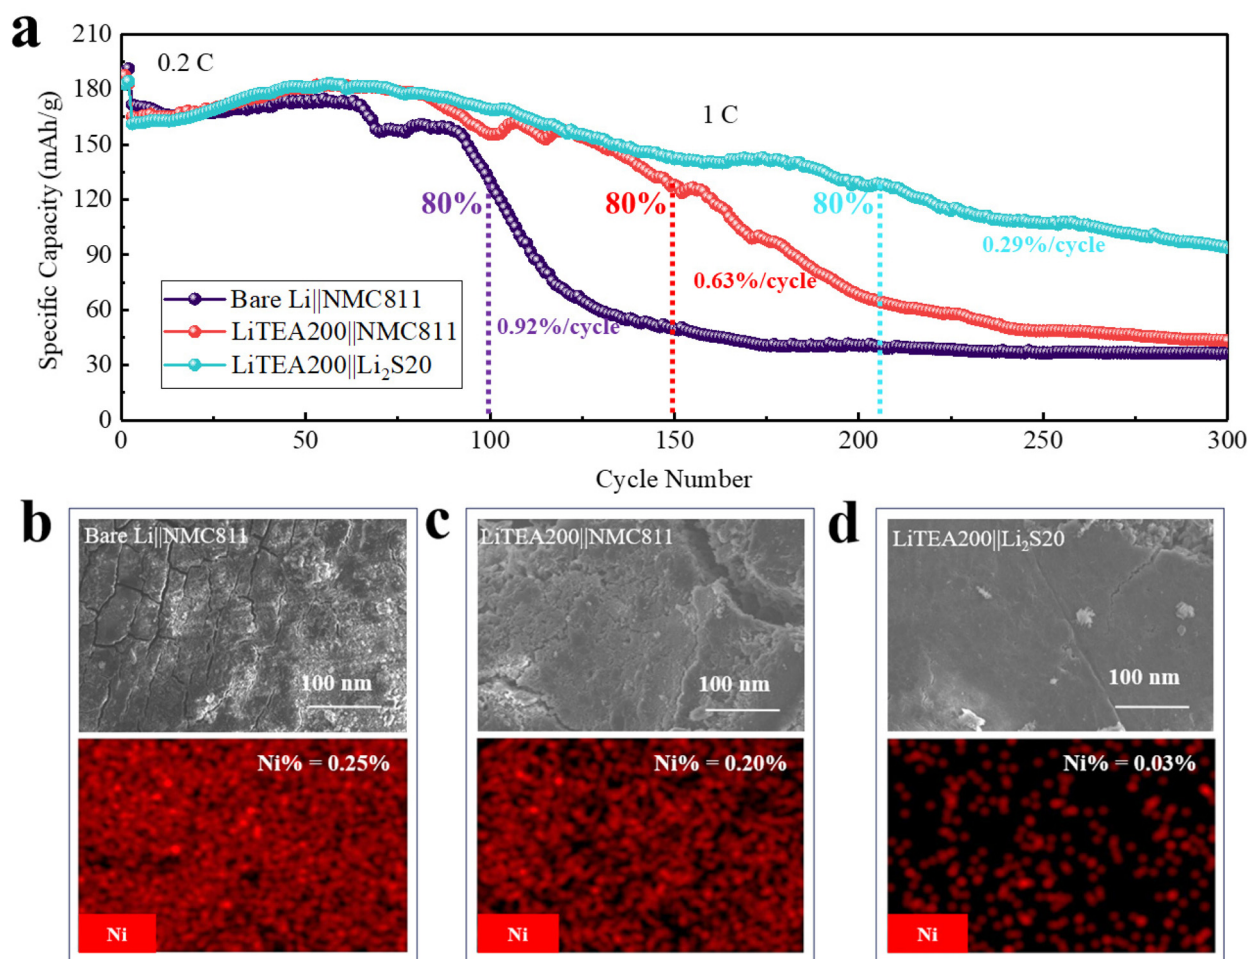 a
210
180
150
120
90
60
30
0
Specific Capacity (mAh/g)
0.2 C
1 C
80%
80%
80%
0.92%/cycle
0.63%/cycle
0.29%/cycle
Bare Li||NMC811
LiTEA200||NMC811
LiTEA200||Li₂S20
0 50 100 150 200 250 300
Cycle Number
b
Bare Li||NMC811
100 nm
Ni% = 0.25%
Ni
c
LiTEA200||NMC811
100 nm
Ni% = 0.20%
Ni
d
LiTEA200||Li₂S20
100 nm
Ni% = 0.03%
Ni